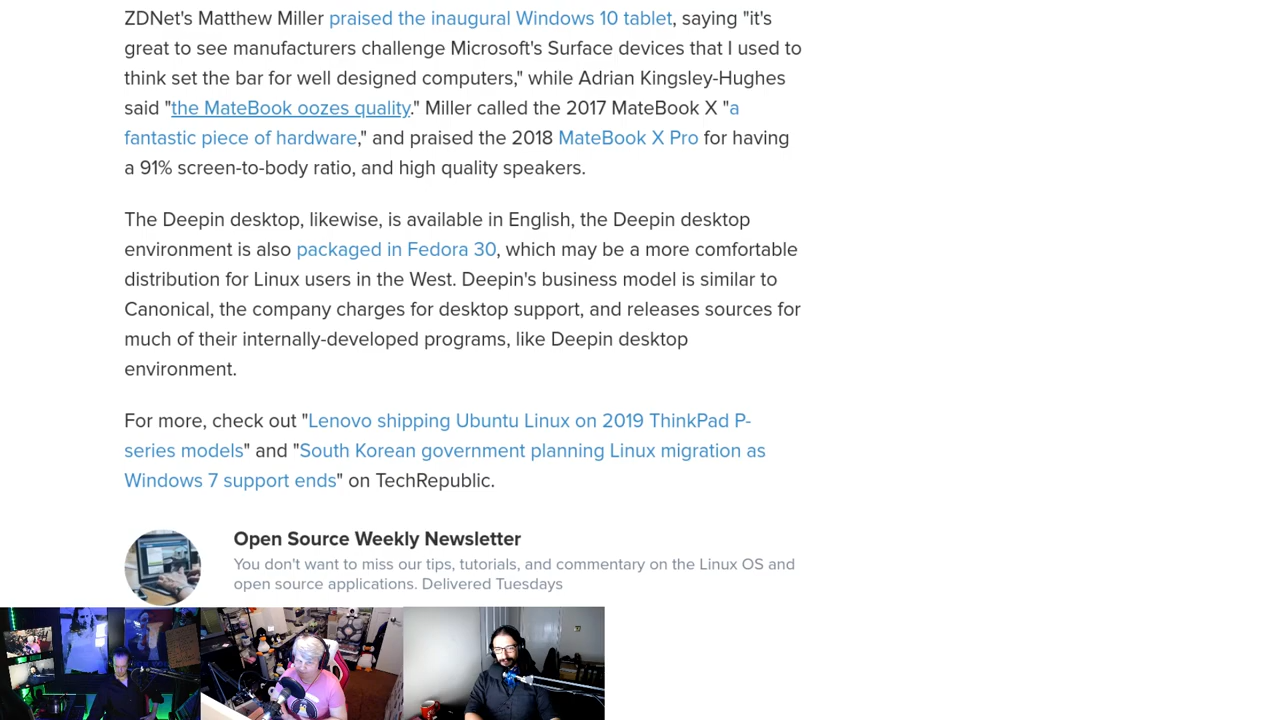 ZDNet's Matthew Miller praised the inaugural Windows 10 tablet, saying "it's
great to see manufacturers challenge Microsoft's Surface devices that I used to
think set the bar for well designed computers," while Adrian Kingsley-Hughes
said "the MateBook oozes quality." Miller called the 2017 MateBook X "a
fantastic piece of hardware," and praised the 2018 MateBook X Pro for having
a 91% screen-to-body ratio, and high quality speakers.
The Deepin desktop, likewise, is available in English, the Deepin desktop
environment is also packaged in Fedora 30, which may be a more comfortable
distribution for Linux users in the West. Deepin's business model is similar to
Canonical, the company charges for desktop support, and releases sources for
much of their internally-developed programs, like Deepin desktop
environment.
For more, check out "Lenovo shipping Ubuntu Linux on 2019 ThinkPad P-
series models" and "South Korean government planning Linux migration as
Windows 7 support ends" on TechRepublic.
Open Source Weekly Newsletter
You don't want to miss our tips, tutorials, and commentary on the Linux OS and
open source applications. Delivered Tuesdays